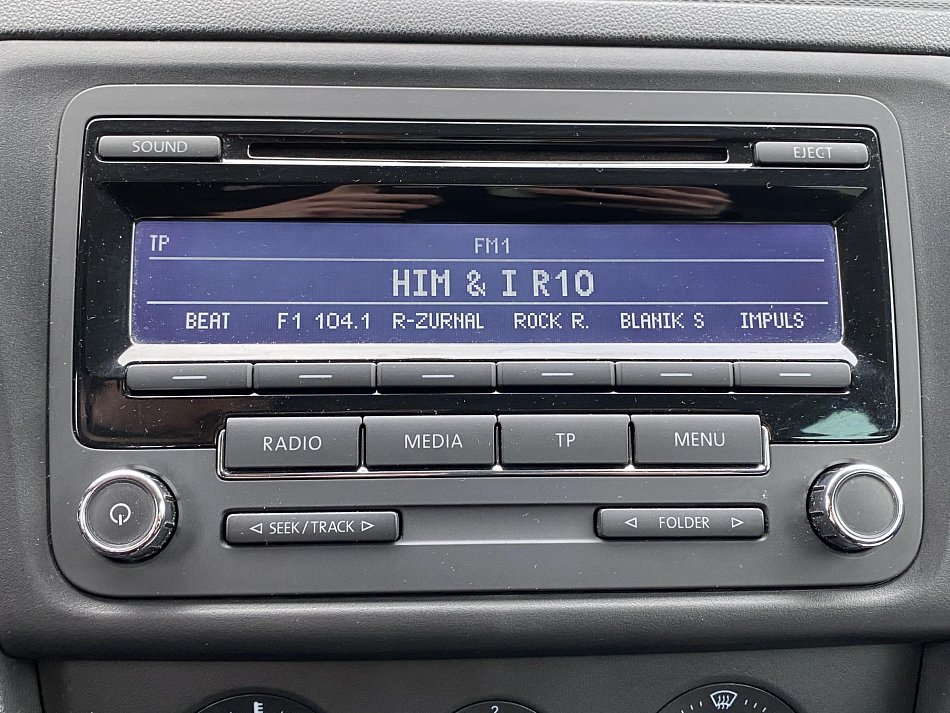 SOUND EJECT
TP FM1
HIM & I R10
BEAT F1 104.1 R-ZURNAL ROCK R. BLANIK S IMPULS
RADIO MEDIA TP MENU
SEEK/TRACK FOLDER
E 2